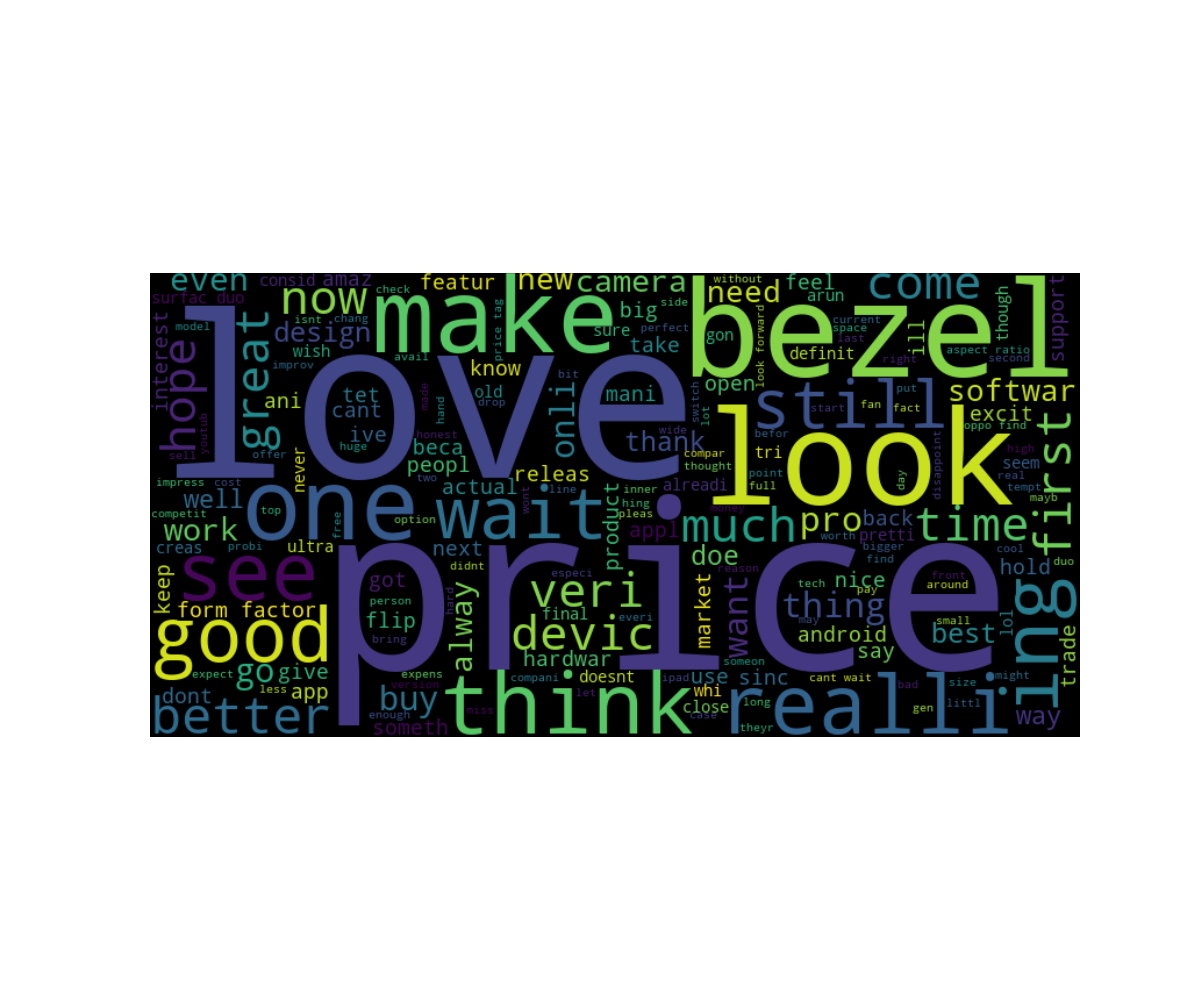 even
consid
amaz
check
featur
new
camera
without
feel
come
surfac duo
now
isnt
chang
price tag
big
side
need
arun
though
support
model
love
make
sure
perfect
bezel
gon
current
space
last
ill
interest
hope
great
design
wish
improv
avail
know
take
look forward
definit
right
aspect ratio
second
youtub
sell
ani
tet
cant
ive
huge
made
hand
old
drop
bit
onli
mani
switch
lot
open
still
put
start
fan
fact
softwar
excit
oppo find
offer
never
beca
peopl
honest
two
wide
thank
compar
thought
tri
look
day
disappoint
high
seem
real
tempt
mayb
first
impress
cost
well
actual
releas
line
wont
inner
hing
pleas
alreadi
point
full
competit
work
top
one
free
option
wait
product
appl
much
money
pro
worth
back
pretti
time
creas
probl
ultra
next
didnt
doe
reason
bigger
find
cool
duo
keep
see
got
price
especi
hard
veri
market
want
tech
pay
nice
front
around
hold
form factor
person
flip
bring
alway
final
everi
devic
thing
may
android
small
best
lol
ing
good
expect
go
give
less
app
expens
version
hardwar
doesnt
say
someon
trade
dont
buy
compani
let
ipad
use
sinc
cant wait
bad
size
might
better
enough
someth
miss
think
whi
close
case
realli
long
theyr
gen
littl
way